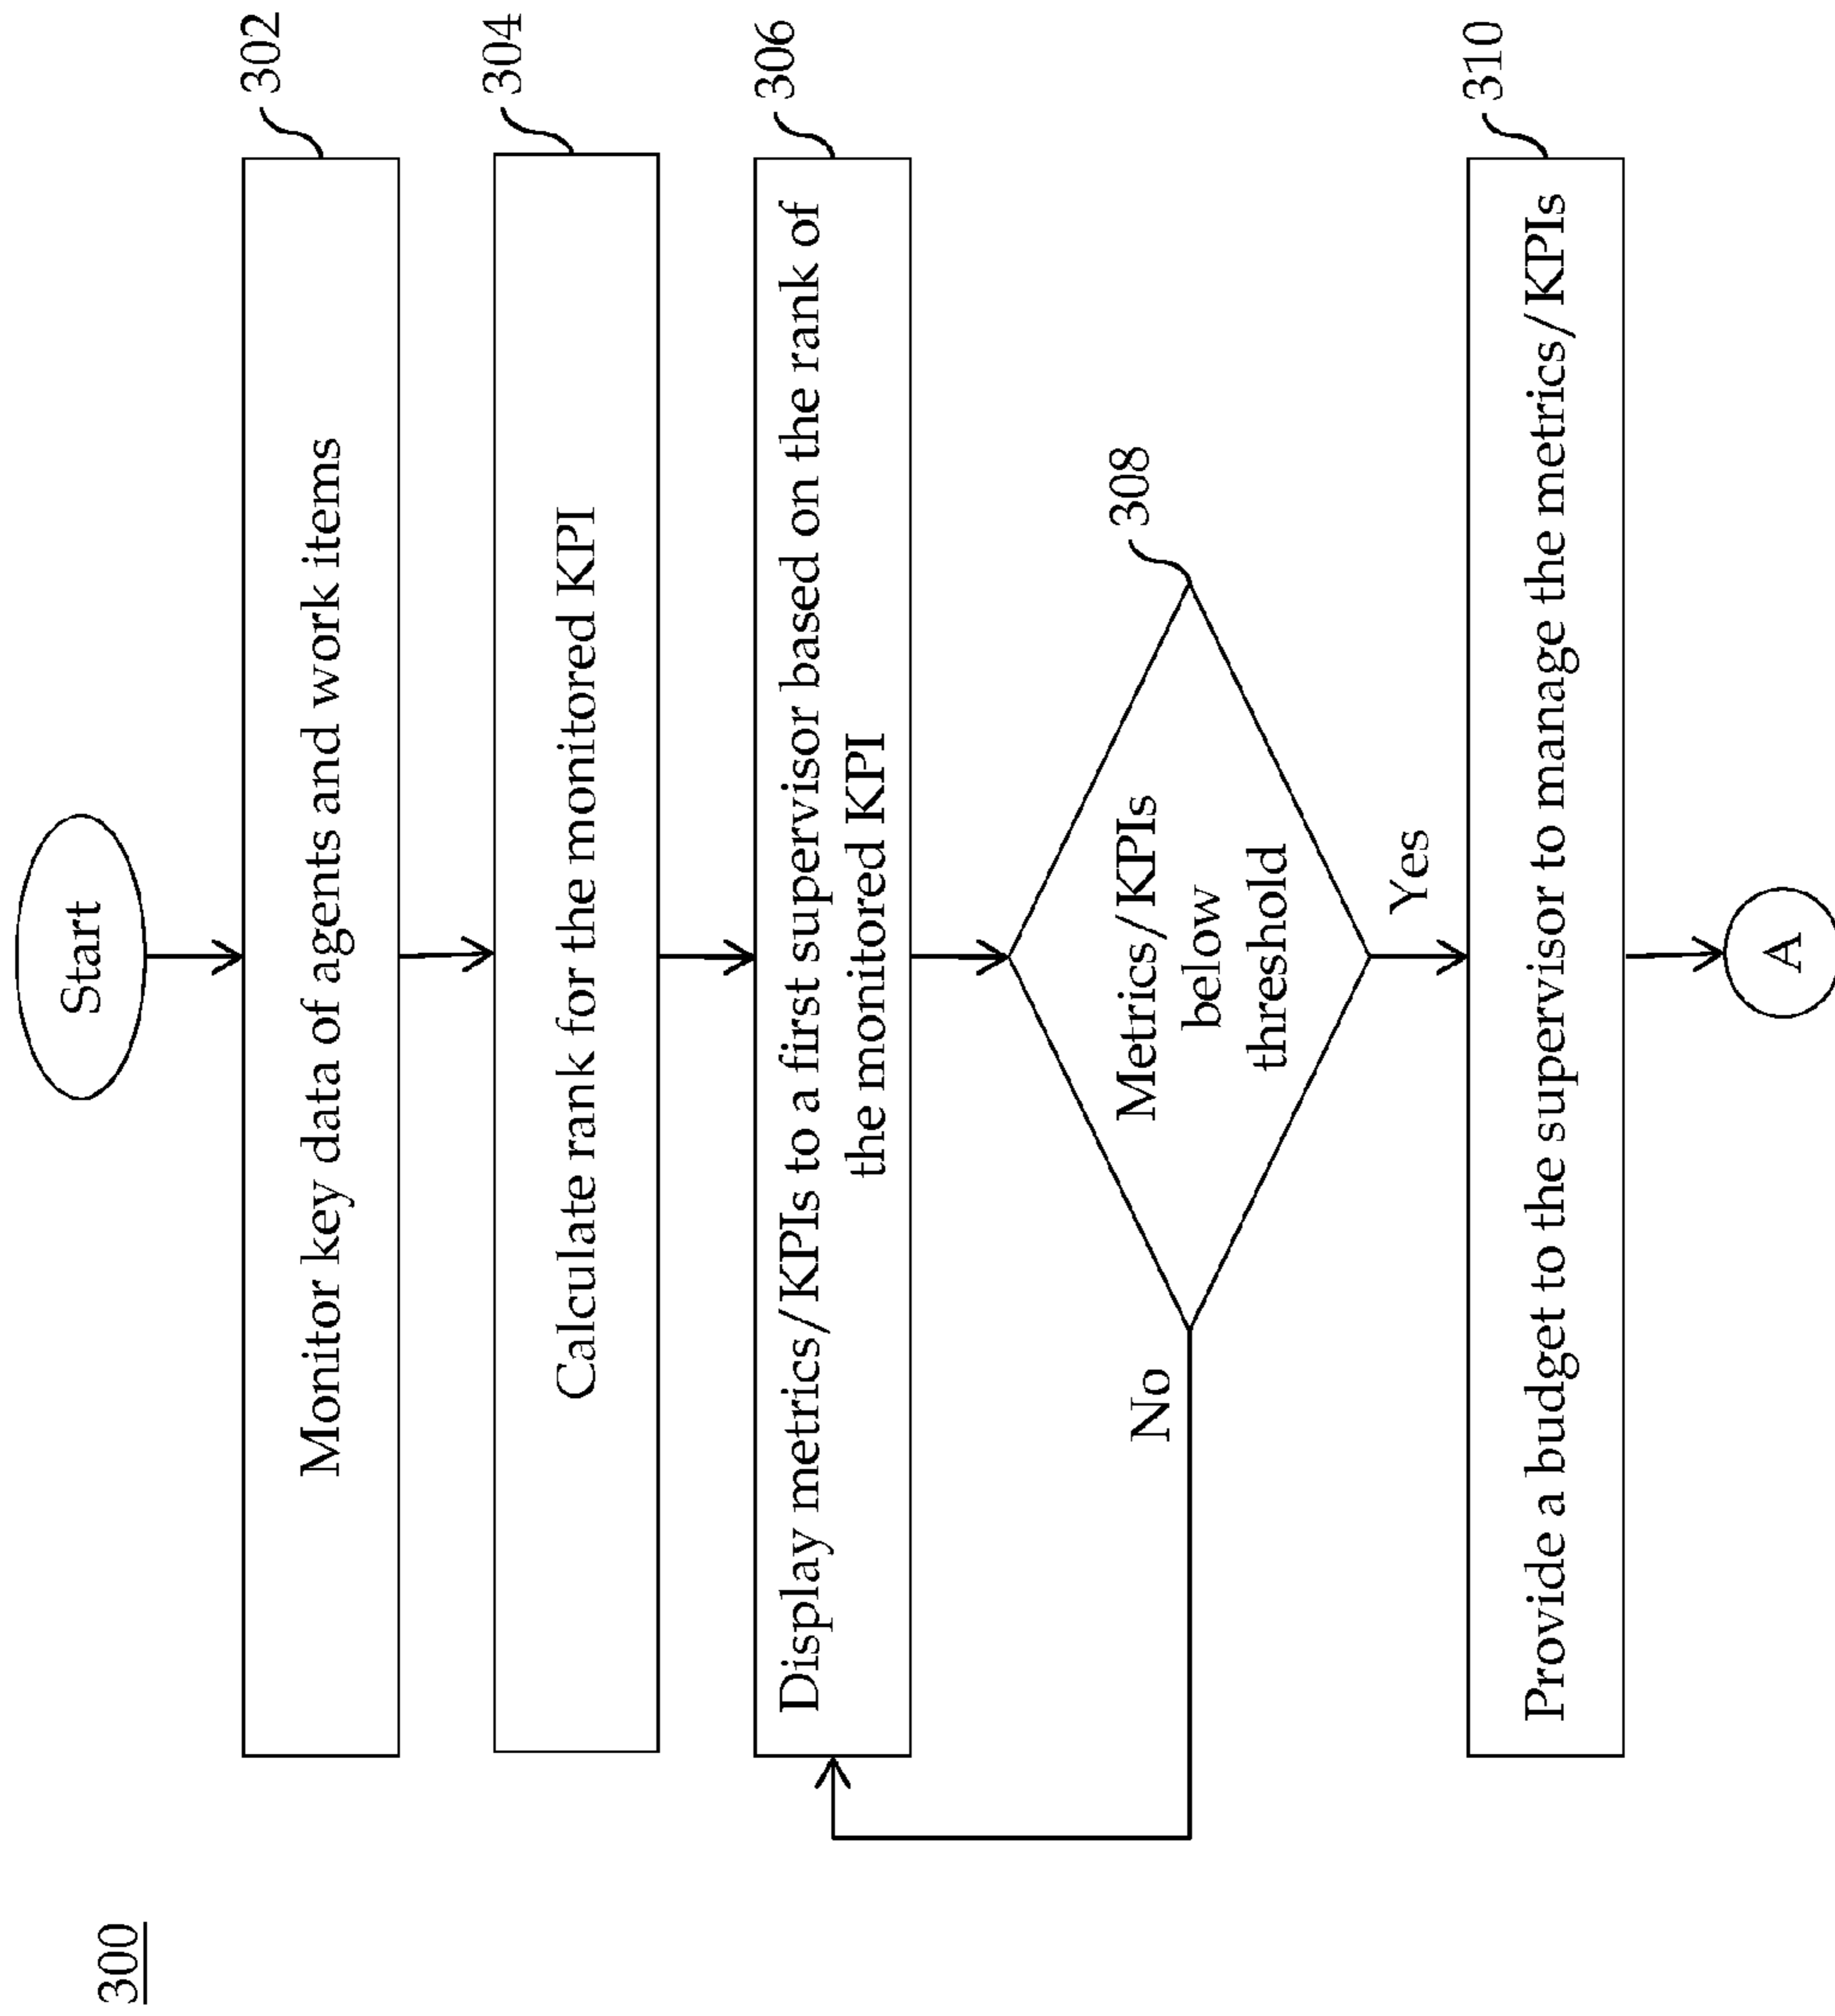 300
Start
Monitor key data of agents and work items
302
Calculate rank for the monitored KPI
304
Display metrics/KPIs to a first supervisor based on the rank of
the monitored KPI
306
Metrics/KPIs
below
threshold
308
No
Yes
Provide a budget to the supervisor to manage the metrics/KPIs
310
A